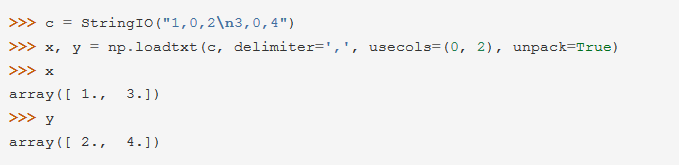 >>> c = StringIO("1,0,2\n3,0,4")
>>> x, y = np.loadtxt(c, delimiter=',', usecols=(0, 2), unpack=True)
>>> x
array([ 1.,  3.])
>>> y
array([ 2.,  4.])